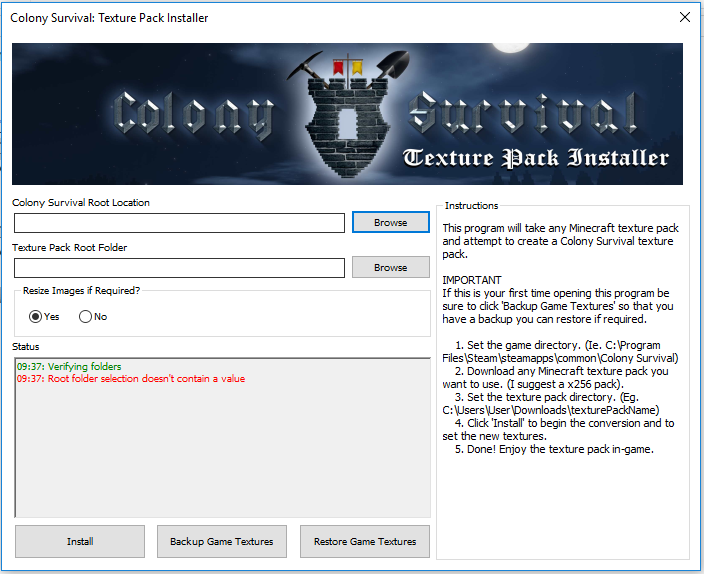 Colony Survival: Texture Pack Installer
Colony Survival
Texture Pack Installer
Colony Survival Root Location
Browse
Texture Pack Root Folder
Browse
Resize Images if Required?
Yes No
Status
09:37: Verifying folders
09:37: Root folder selection doesn't contain a value
Install Backup Game Textures Restore Game Textures
Instructions
This program will take any Minecraft texture pack
and attempt to create a Colony Survival texture
pack.
IMPORTANT
If this is your first time opening this program be
sure to click 'Backup Game Textures' so that you
have a backup you can restore if required.
1. Set the game directory. (Ie. C:\Program
Files\Steam\steamapps\common\Colony Survival)
2. Download any Minecraft texture pack you
want to use. (I suggest a x256 pack).
3. Set the texture pack directory. (Eg.
C:\Users\User\Downloads\texturePackName)
4. Click 'Install' to begin the conversion and to
set the new textures.
5. Done! Enjoy the texture pack in-game.